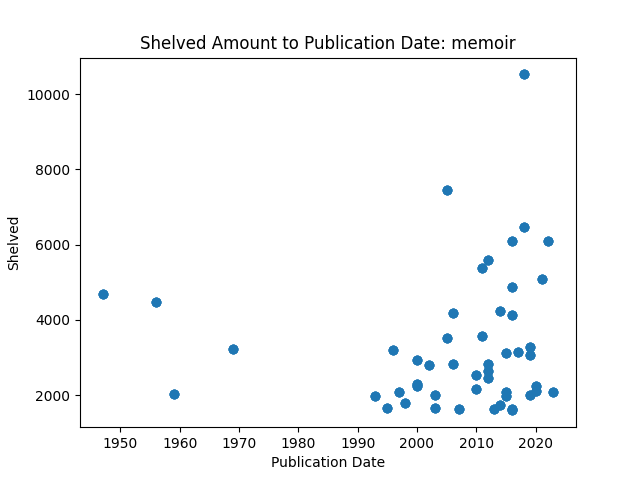 Shelved Amount to Publication Date: memoir
10000
8000
6000
4000
2000
Shelved
1950 1960 1970 1980 1990 2000 2010 2020
Publication Date